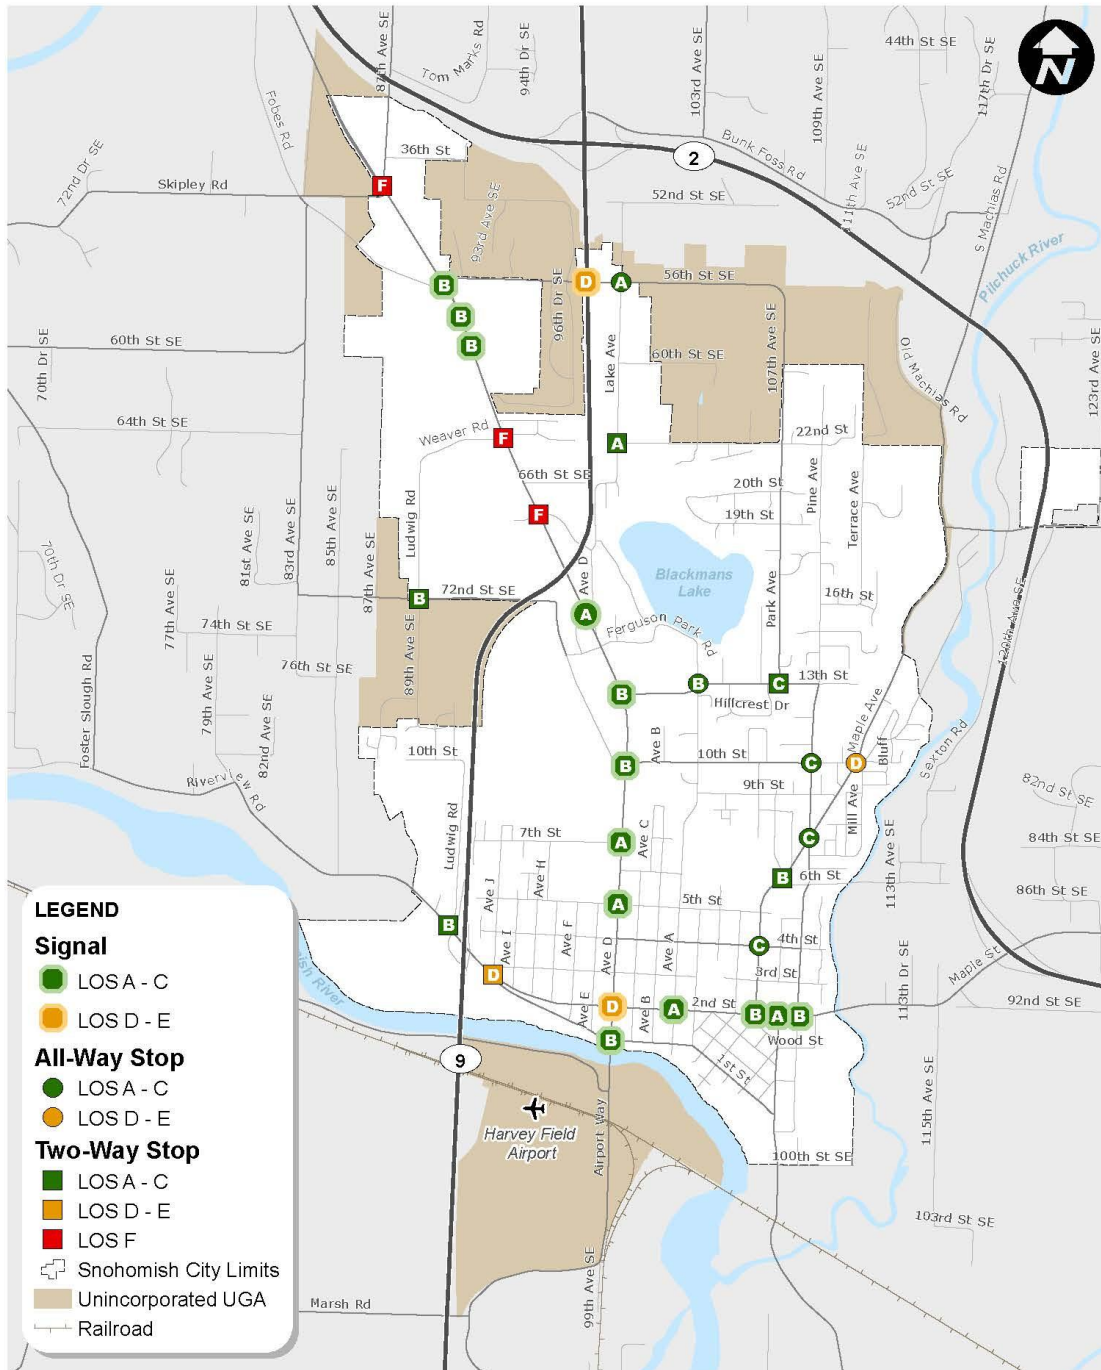 87th Ave SE
Tom Marks Rd
94th Dr SE
103rd Ave SE
109th Ave SE
44th St SE
117th Dr SE
N
Fobes Rd
72nd Dr SE
36th St
Bunk Foss Rd
2
Skipley Rd
F
93rd Ave SE
52nd St SE
111th Ave SE
52nd St SE
S Machias Rd
Pilchuck River
B
D
A
56th St SE
B
B
96th Dr SE
Lake Ave
60th St SE
107th Ave SE
Old Machias Rd
60th St SE
70th Dr SE
123rd Ave SE
64th St SE
Weaver Rd
F
A
22nd St
66th St SE
20th St
19th St
Pine Ave
Terrace Ave
F
Ludwig Rd
81st Ave SE
83rd Ave SE
85th Ave SE
87th Ave SE
70th Dr SE
77th Ave SE
B
72nd St SE
Ave D
Blackmans
Lake
Park Ave
16th St
120th Ave SE
A
Ferguson Park Rd
74th St SE
76th St SE
89th Ave SE
Foster Slough Rd
79th Ave SE
82nd Ave SE
B
B
C
13th St
Hillcrest Dr
Maple Ave
Bluff
Sexton Rd
10th St
Ave B
10th St
B
C
D
9th St
Mill Ave
Riverview Rd
82nd St SE
Ludwig Rd
7th St
A
Ave C
C
113th Ave SE
84th St SE
Ave J
Ave H
B
6th St
86th St SE
A
5th St
B
Ave I
Ave F
Ave D
Ave A
C
4th St
3rd St
113th Dr SE
Maple St
D
Ave E
D
Ave B
A
2nd St
B
A
B
92nd St SE
B
Wood St
1st St
9
Harvey Field
Airport
Airport Way
115th Ave SE
100th St SE
103rd St SE
99th Ave SE
Marsh Rd
ish River
LEGEND
Signal
LOS A - C
LOS D - E
All-Way Stop
LOS A - C
LOS D - E
Two-Way Stop
LOS A - C
LOS D - E
LOS F
Snohomish City Limits
Unincorporated UGA
Railroad